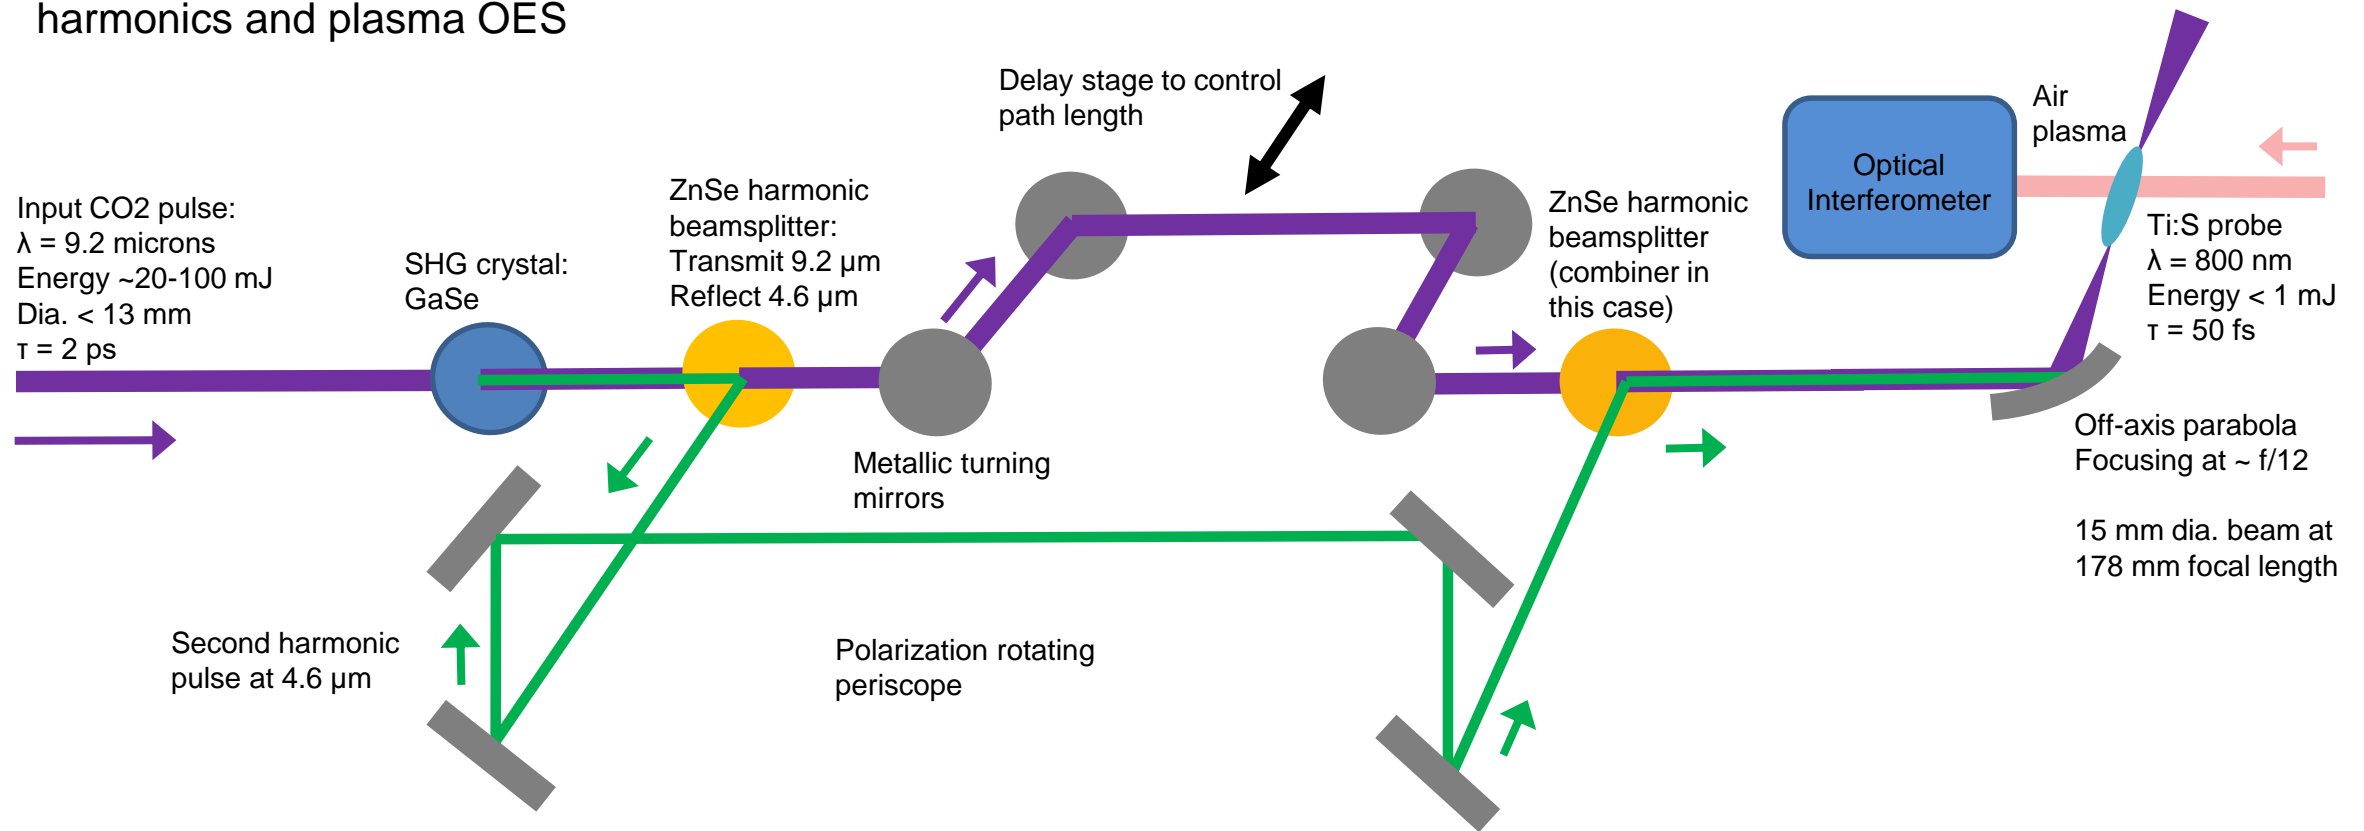 harmonics and plasma OES
Delay stage to control
path length
Air
plasma
Optical
Interferometer
Input CO2 pulse:
λ = 9.2 microns
Energy ~20-100 mJ
Dia. < 13 mm
τ = 2 ps
SHG crystal:
GaSe
ZnSe harmonic
beamsplitter:
Transmit 9.2 µm
Reflect 4.6 µm
ZnSe harmonic
beamsplitter
(combiner in
this case)
Ti:S probe
λ = 800 nm
Energy < 1 mJ
τ = 50 fs
Metallic turning
mirrors
Off-axis parabola
Focusing at ~ f/12
15 mm dia. beam at
178 mm focal length
Second harmonic
pulse at 4.6 µm
Polarization rotating
periscope